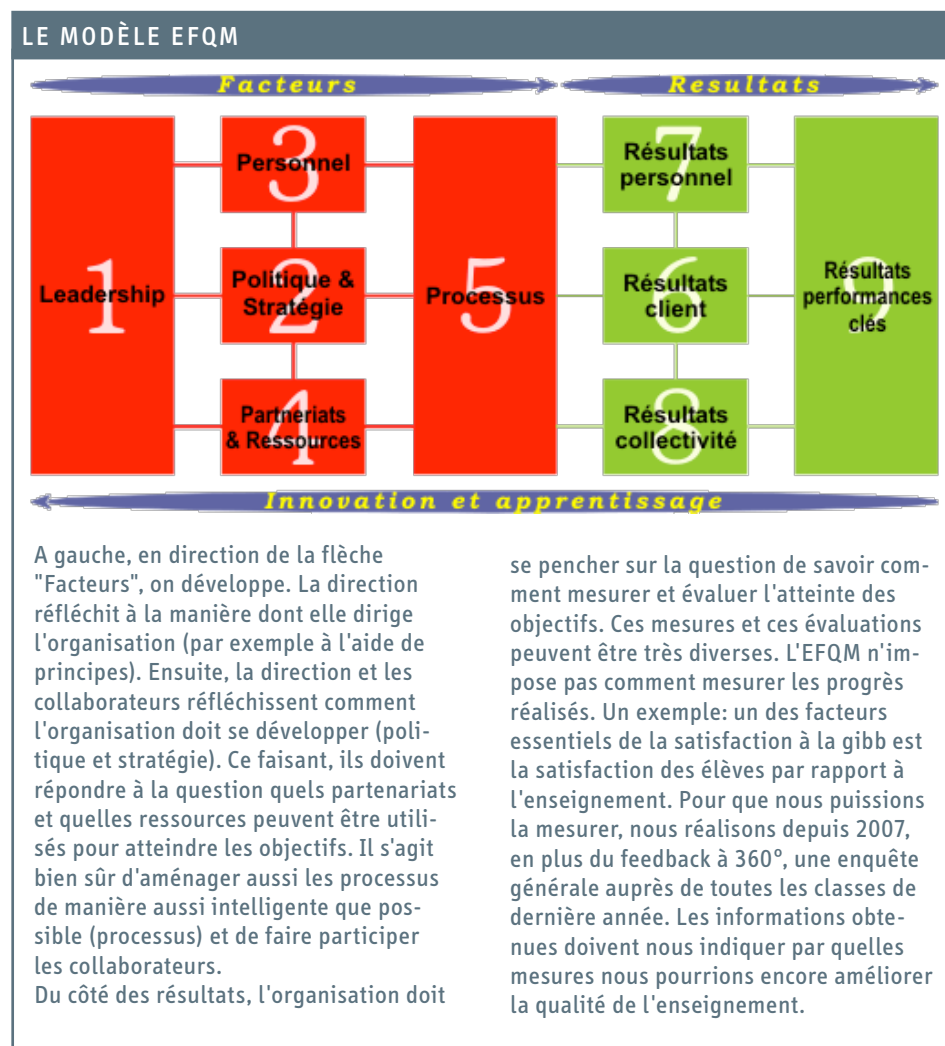 LE MODÈLE EFQM
Facteurs
Resultats
1
Leadership
3
Personnel
2
Politique &
Stratégie
4
Partneriats
& Ressources
5
Processus
7
Résultats
personnel
6
Résultats
client
8
Résultats
collectivité
9
Résultats
performances
clés
Innovation et apprentissage
A gauche, en direction de la flèche
"Facteurs", on développe. La direction
réfléchit à la manière dont elle dirige
l'organisation (par exemple à l'aide de
principes). Ensuite, la direction et les
collaborateurs réfléchissent comment
l'organisation doit se développer (poli-
tique et stratégie). Ce faisant, ils doivent
répondre à la question quels partenariats
et quelles ressources peuvent être utili-
sés pour atteindre les objectifs. Il s'agit
bien sûr d'aménager aussi les processus
de manière aussi intelligente que pos-
sible (processus) et de faire participer
les collaborateurs.
Du côté des résultats, l'organisation doit
se pencher sur la question de savoir com-
ment mesurer et évaluer l'atteinte des
objectifs. Ces mesures et ces évaluations
peuvent être très diverses. L'EFQM n'im-
pose pas comment mesurer les progrès
réalisés. Un exemple: un des facteurs
essentiels de la satisfaction à la gibb est
la satisfaction des élèves par rapport à
l'enseignement. Pour que nous puissions
la mesurer, nous réalisons depuis 2007,
en plus du feedback à 360°, une enquête
générale auprès de toutes les classes de
dernière année. Les informations obte-
nues doivent nous indiquer par quelles
mesures nous pourrions encore améliorer
la qualité de l'enseignement.